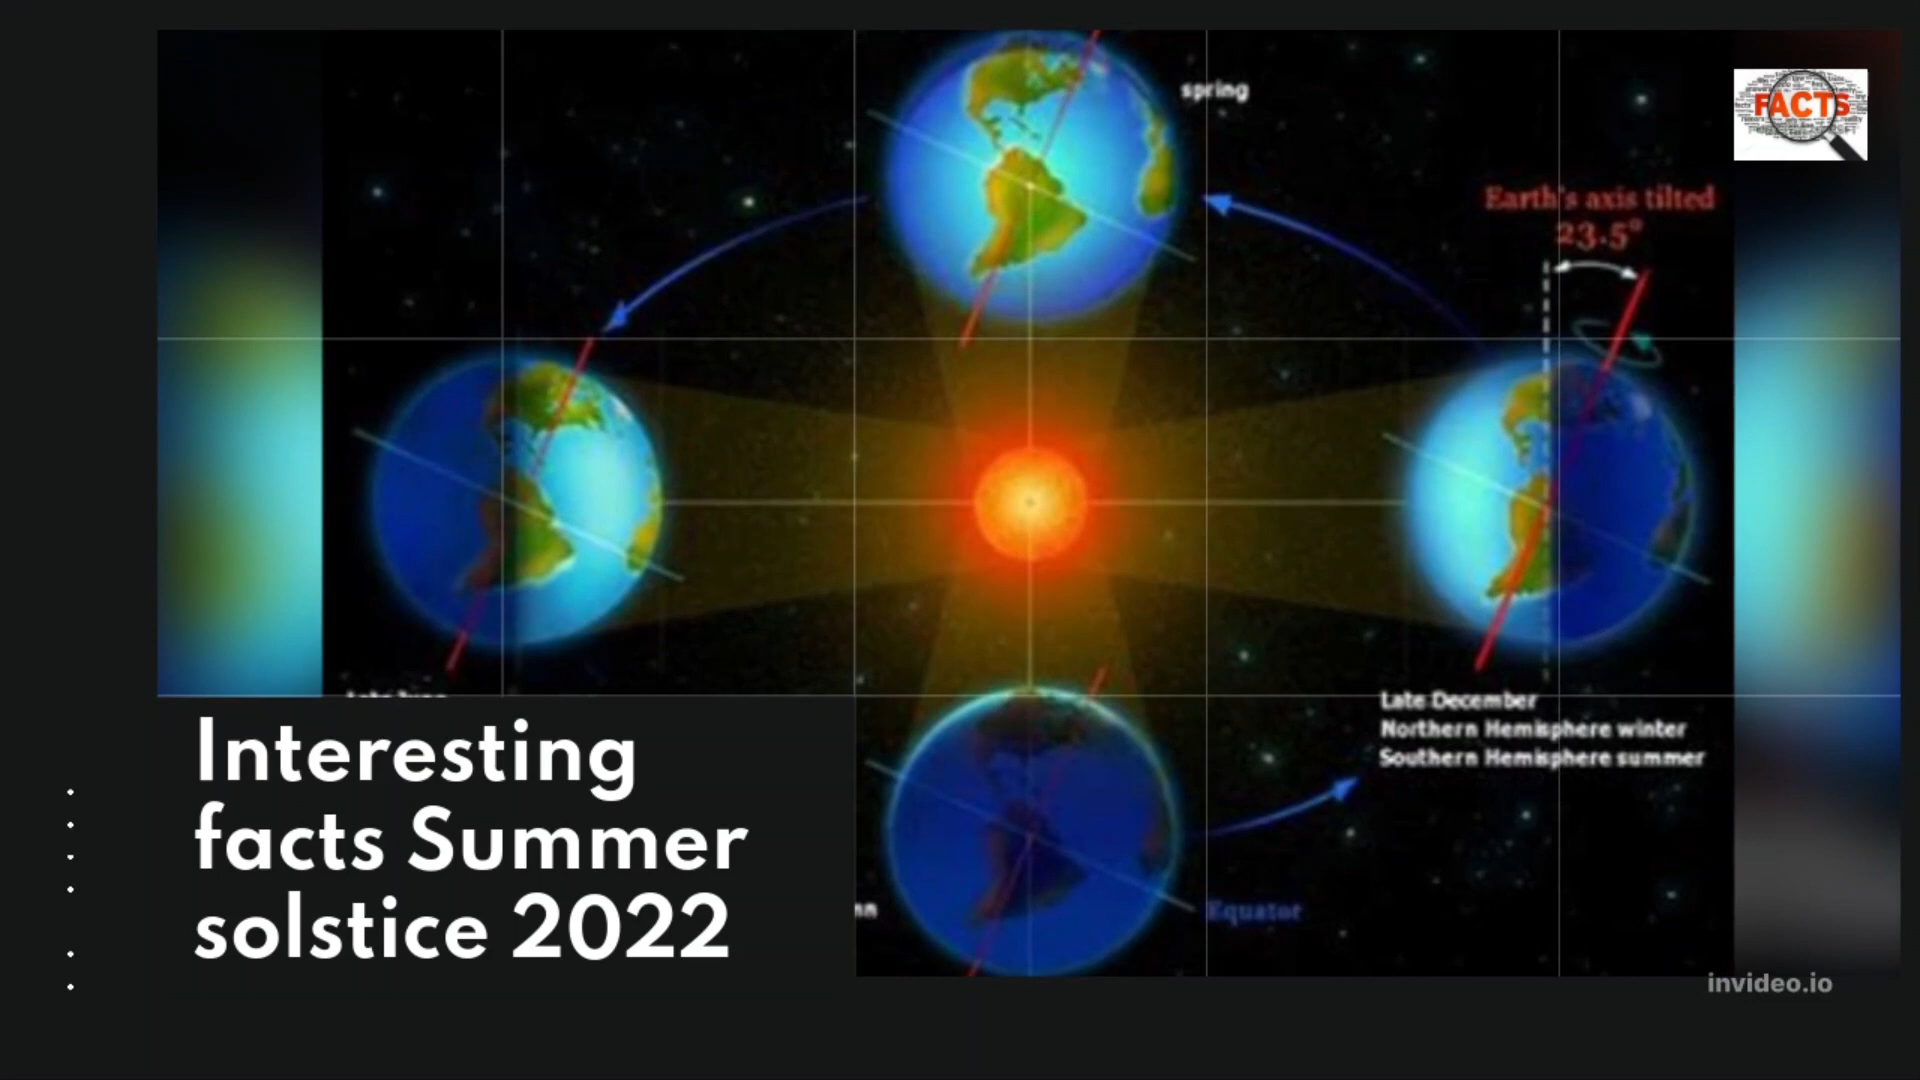 spring
FACTS
Earth's axis tilted
23.5°
Late December
Northern Hemisphere winter
Southern Hemisphere summer
Interesting
facts Summer
solstice 2022
nn
Equator
invideo.io